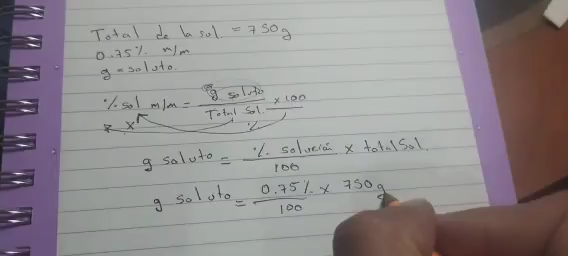 Total de la sol. = 750g
0.75% m/m
g = soluto.
% sol m/m = g soluto / Total Sol. x 100
x %
g soluto = % solución x total Sol. / 100
g soluto = 0.75% x 750g / 100